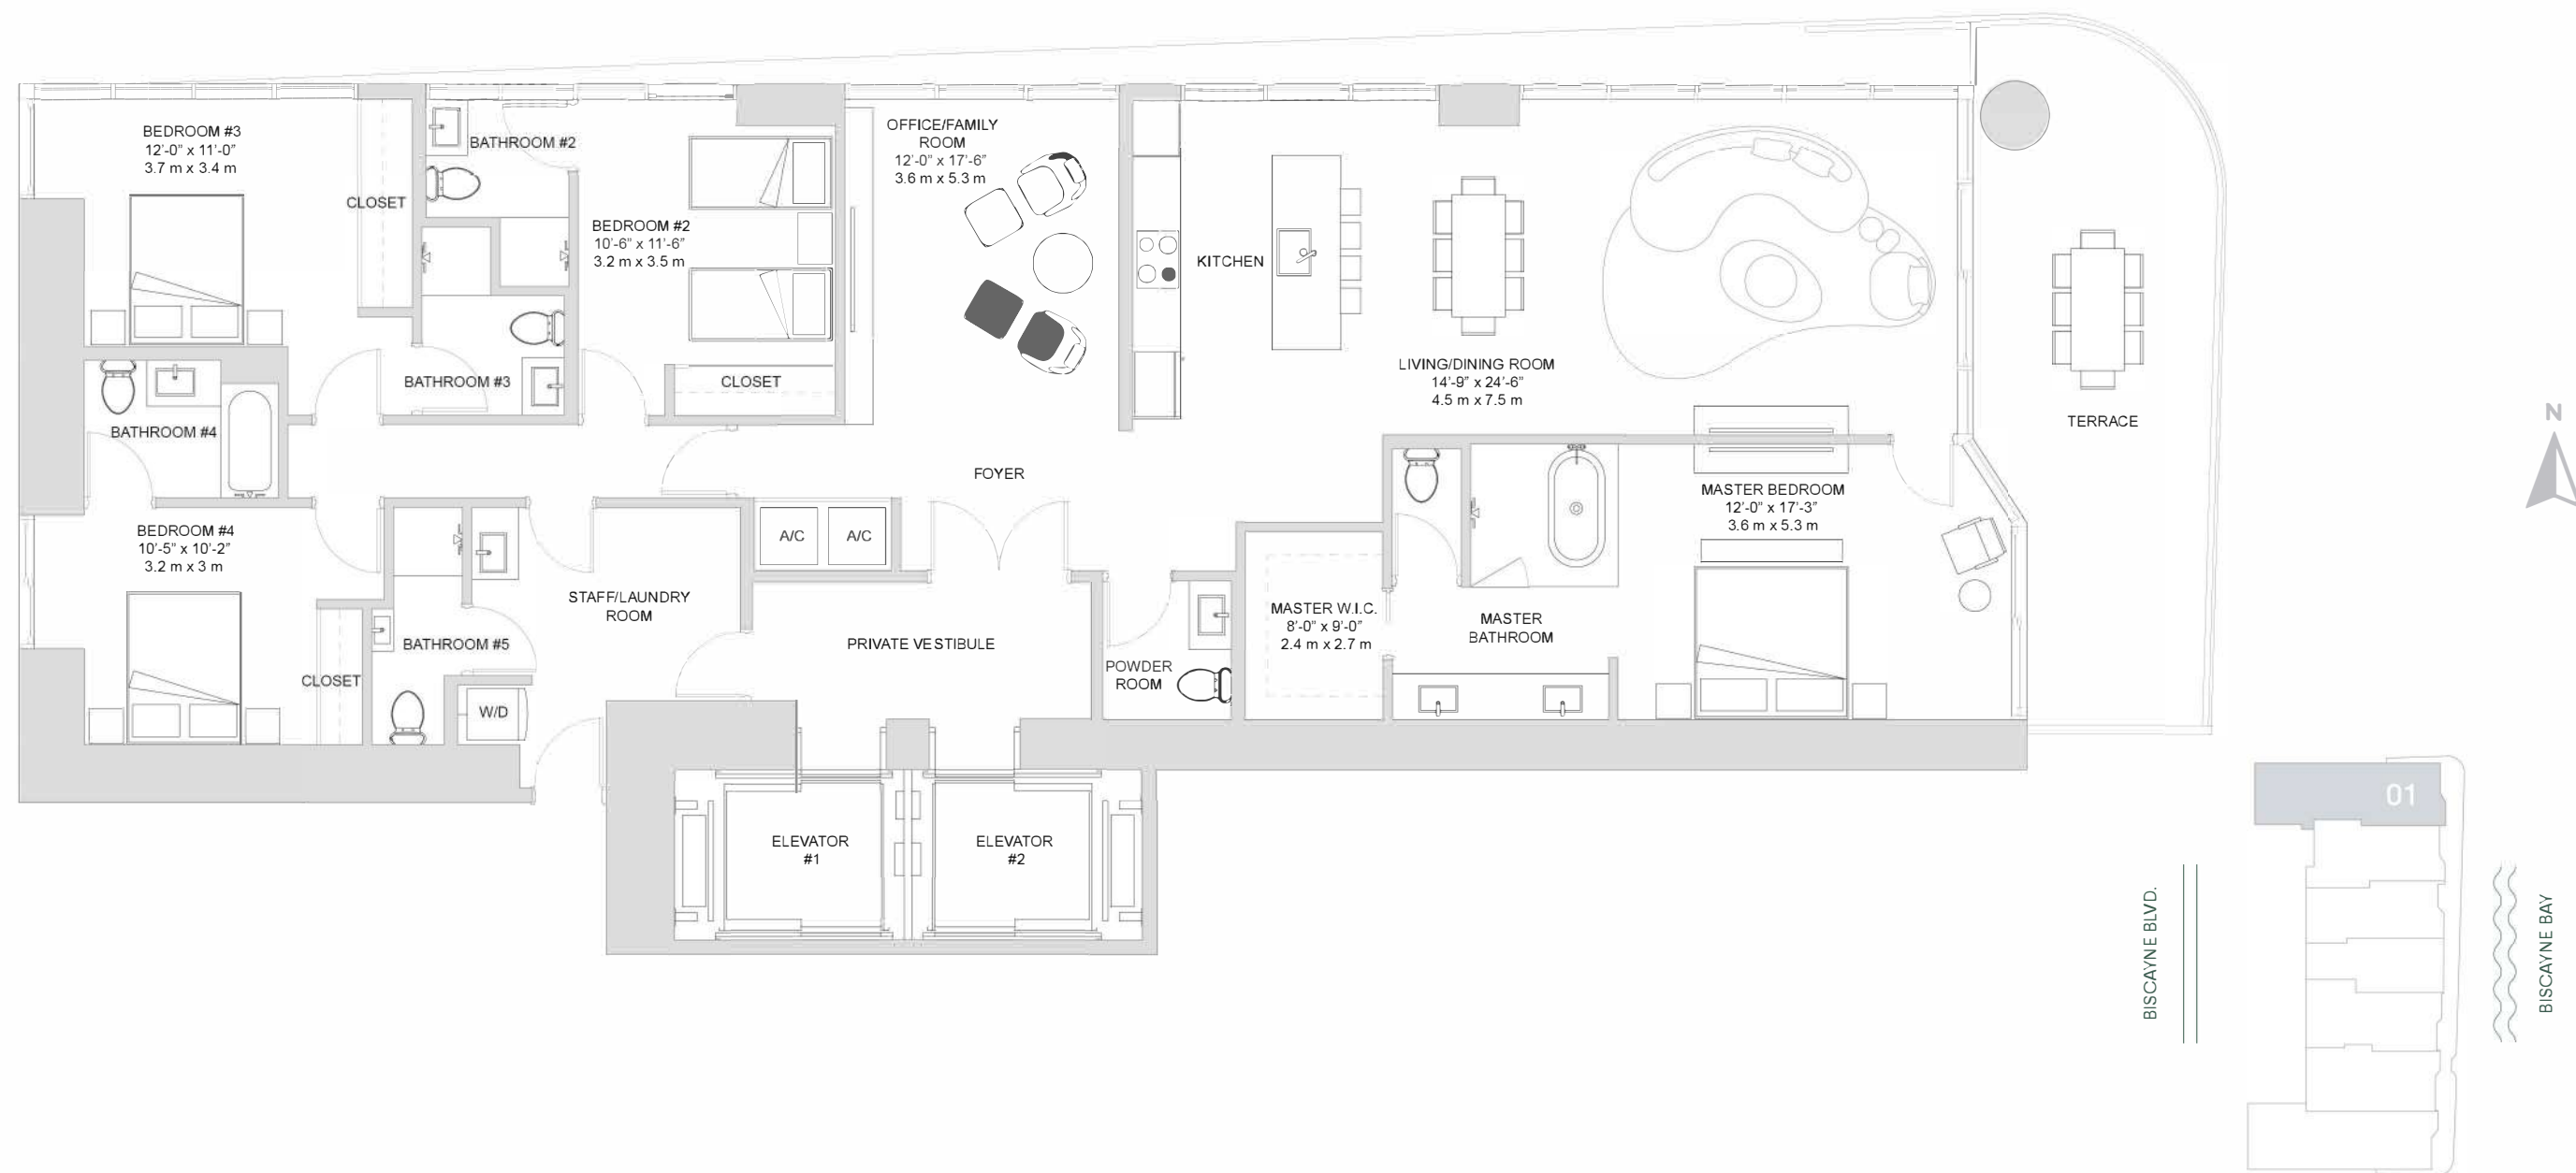 BEDROOM #3
12'-0" x 11'-0"
3.7 m x 3.4 m
CLOSET
BATHROOM #2
BEDROOM #2
10'-6" x 11'-6"
3.2 m x 3.5 m
CLOSET
BATHROOM #3
OFFICE/FAMILY
ROOM
12'-0" x 17'-6"
3.6 m x 5.3 m
KITCHEN
LIVING/DINING ROOM
14'-9" x 24'-6"
4.5 m x 7.5 m
TERRACE
N
BATHROOM #4
FOYER
MASTER BEDROOM
12'-0" x 17'-3"
3.6 m x 5.3 m
BEDROOM #4
10'-5" x 10'-2"
3.2 m x 3 m
CLOSET
BATHROOM #5
W/D
STAFF/LAUNDRY
ROOM
A/C
A/C
PRIVATE VESTIBULE
POWDER
ROOM
MASTER W.I.C.
8'-0" x 9'-0"
2.4 m x 2.7 m
MASTER
BATHROOM
ELEVATOR
#1
ELEVATOR
#2
01
BISCAYNE BLVD.
BISCAYNE BAY